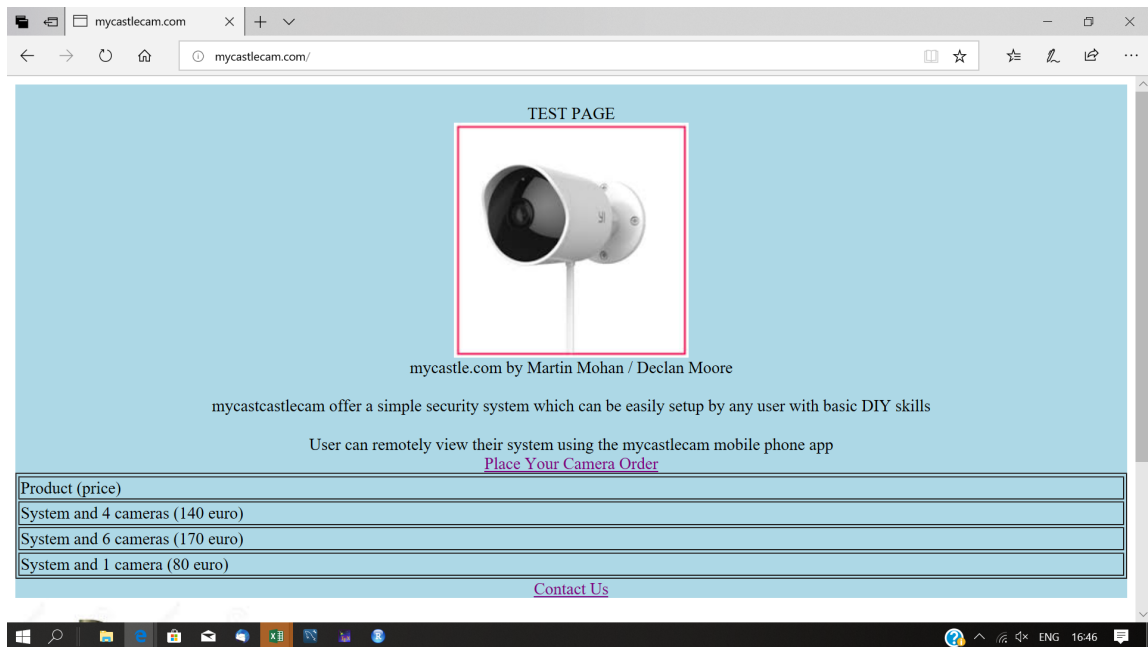 mycastlecam.com
mycastlecam.com/
TEST PAGE
mycastle.com by Martin Mohan / Declan Moore
mycastcastlecam offer a simple security system which can be easily setup by any user with basic DIY skills
User can remotely view their system using the mycastlecam mobile phone app
Place Your Camera Order
Product (price)
System and 4 cameras (140 euro)
System and 6 cameras (170 euro)
System and 1 camera (80 euro)
Contact Us
ENG 16:46